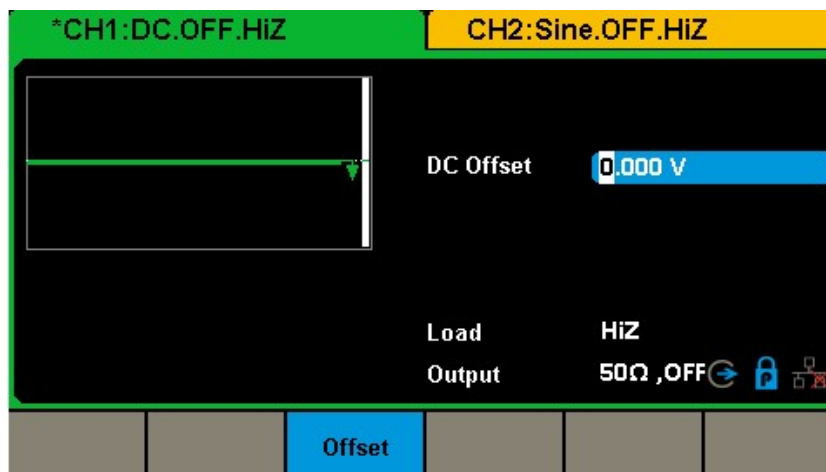 *CH1:DC.OFF.HiZ
CH2:Sine.OFF.HiZ
DC Offset 0.000 V
Load HiZ
Output 50Ω ,OFF
P
Offset